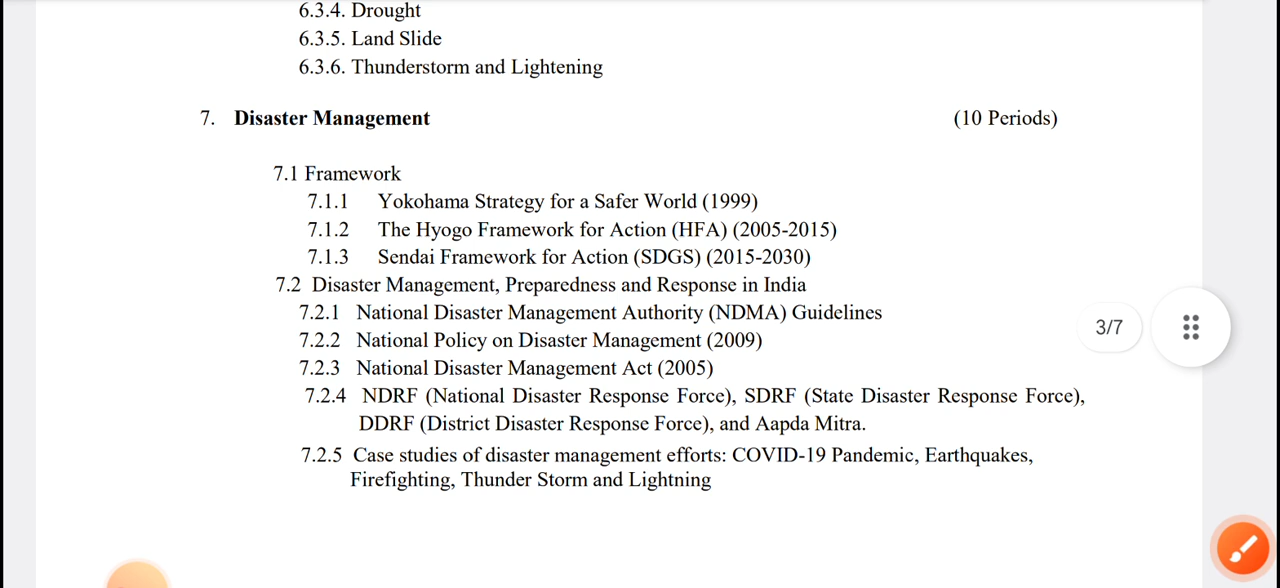 6.3.4. Drought
6.3.5. Land Slide
6.3.6. Thunderstorm and Lightening
7. Disaster Management (10 Periods)
7.1 Framework
7.1.1 Yokohama Strategy for a Safer World (1999)
7.1.2 The Hyogo Framework for Action (HFA) (2005-2015)
7.1.3 Sendai Framework for Action (SDGS) (2015-2030)
7.2 Disaster Management, Preparedness and Response in India
7.2.1 National Disaster Management Authority (NDMA) Guidelines
7.2.2 National Policy on Disaster Management (2009)
7.2.3 National Disaster Management Act (2005)
7.2.4 NDRF (National Disaster Response Force), SDRF (State Disaster Response Force),
DDRF (District Disaster Response Force), and Aapda Mitra.
7.2.5 Case studies of disaster management efforts: COVID-19 Pandemic, Earthquakes,
Firefighting, Thunder Storm and Lightning
3/7